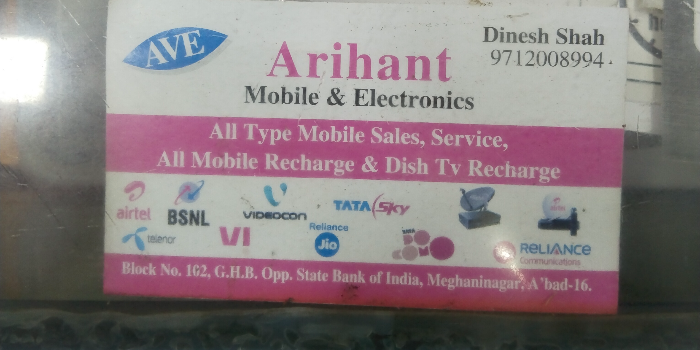 AVE
Dinesh Shah
9712008994
Arihant
Mobile & Electronics
All Type Mobile Sales, Service,
All Mobile Recharge & Dish Tv Recharge
airtel BSNL VIDEOCON TATA Sky
telenor VI Reliance Jio RELIANCE
Communications
Block No. 102, G.H.B. Opp. State Bank of India, Meghaninagar, A'bad-16.